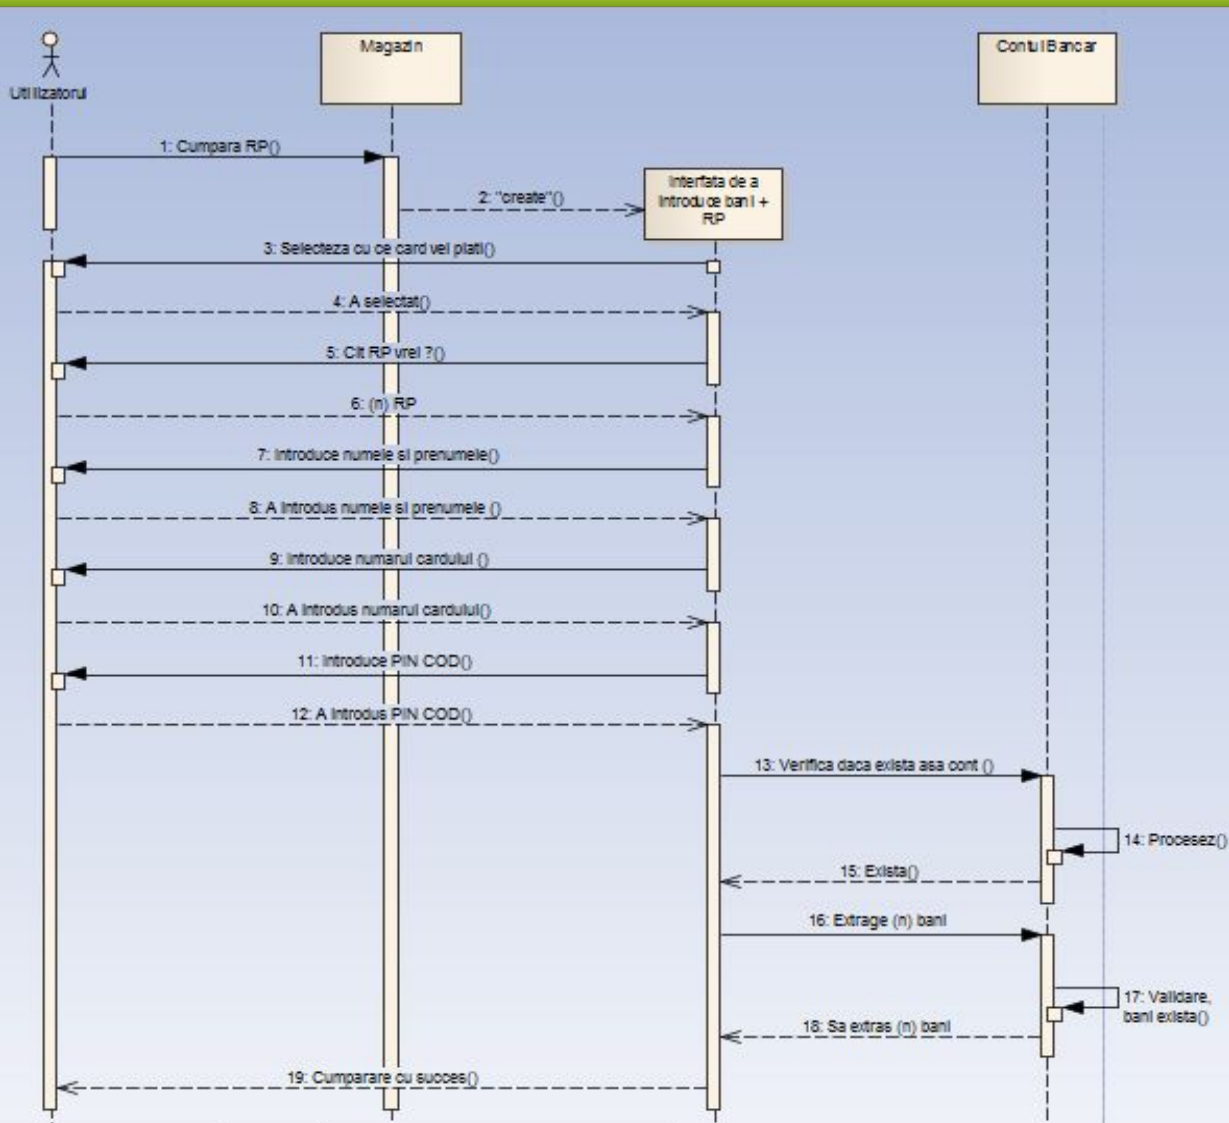 Utilizatorul
Magazin
Contul Bancar
1: Cumpara RP()
2: "create"()
Interfata de a
introduce bani +
RP
3: Selecteza cu ce card vei plati()
4: A selectat()
5: Cit RP vrei ?()
6: (n) RP
7: Introduce numele si prenumele()
8: A introdus numele si prenumele ()
9: Introduce numarul cardului ()
10: A introdus numarul cardului()
11: Introduce PIN COD()
12: A introdus PIN COD()
13: Verifica daca exista asa cont ()
14: Procesez()
15: Exista()
16: Extrage (n) bani
17: Validare,
bani exista()
18: Sa extras (n) bani
19: Cumparare cu succes()